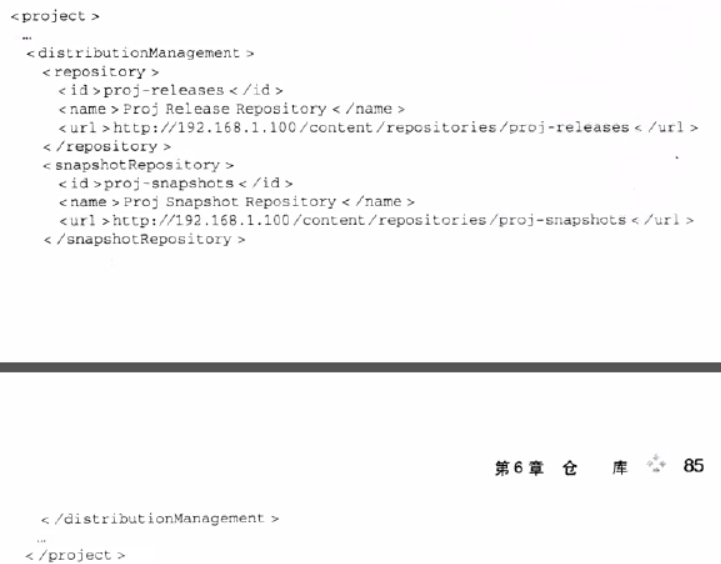 <project>
…
<distributionManagement>
<repository>
<id>proj-releases</id>
<name>Proj Release Repository</name>
<url>http://192.168.1.100/content/repositories/proj-releases</url>
</repository>
<snapshotRepository>
<id>proj-snapshots</id>
<name>Proj Snapshot Repository</name>
<url>http://192.168.1.100/content/repositories/proj-snapshots</url>
</snapshotRepository>
第6章 仓 库 85
</distributionManagement>
…
</project>